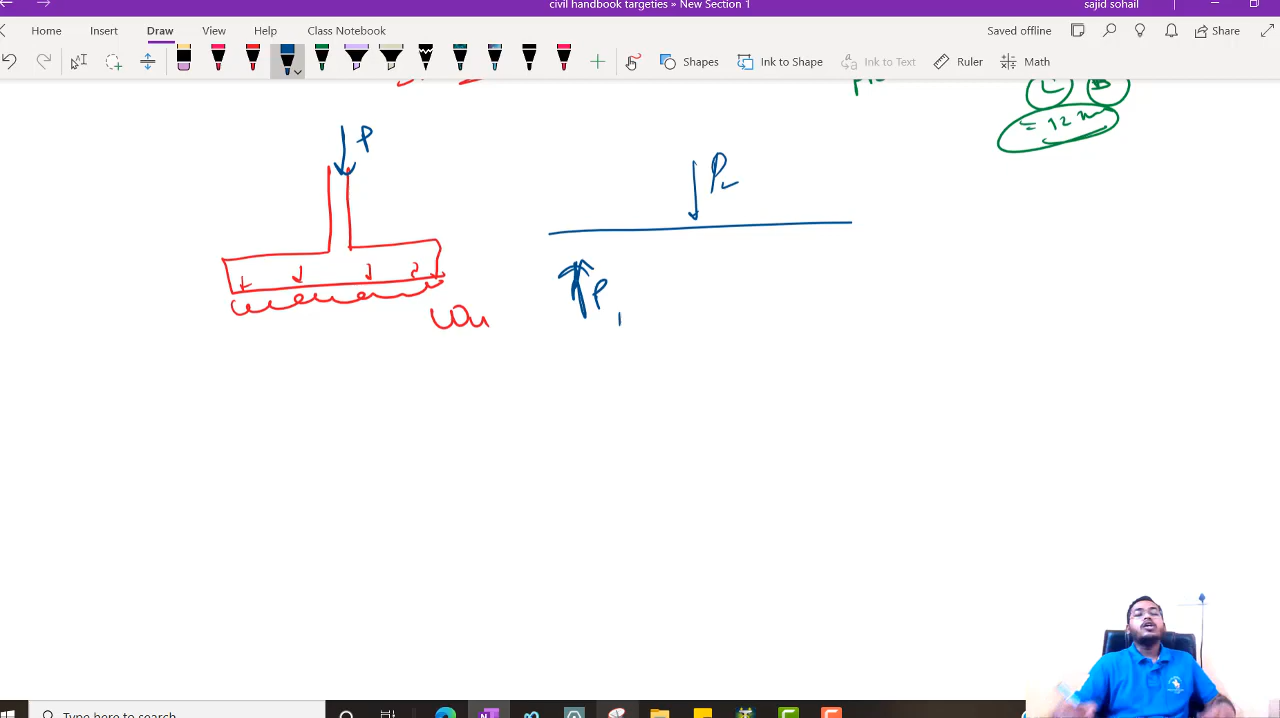 civil handbook targeties » New Section 1
sajid sohail
Home Insert Draw View Help Class Notebook
Saved offline
Share
Shapes
Ink to Shape
Ink to Text
Ruler
Math
L B
= 12 m
P
P
P
Type here to search